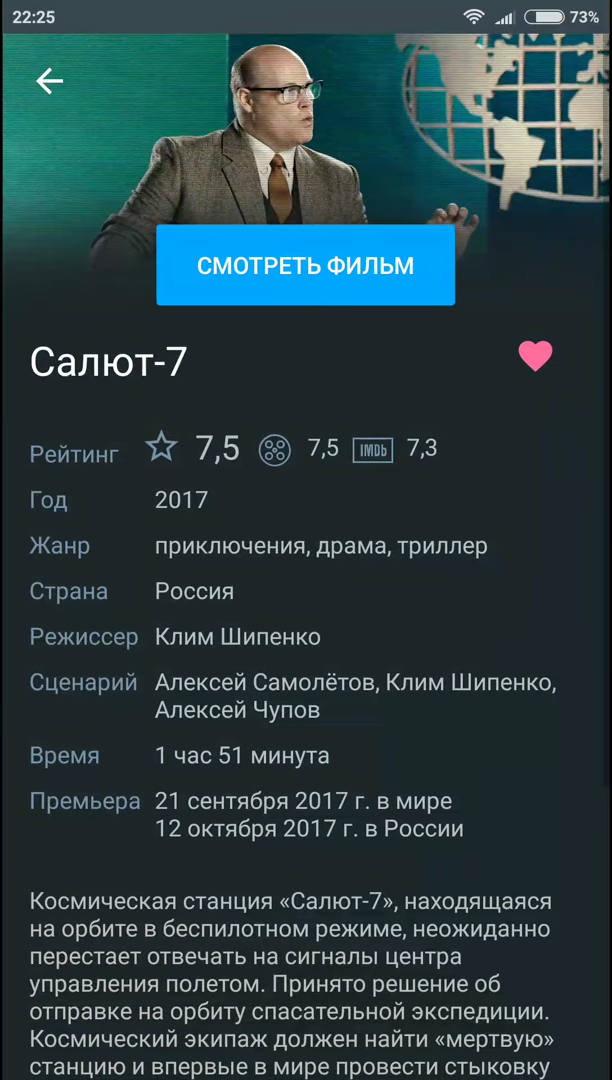 22:25 73%
СМОТРЕТЬ ФИЛЬМ
Салют-7
Рейтинг 7,5 7,5 IMDb 7,3
Год 2017
Жанр приключения, драма, триллер
Страна Россия
Режиссер Клим Шипенко
Сценарий Алексей Самолётов, Клим Шипенко,
Алексей Чупов
Время 1 час 51 минута
Премьера 21 сентября 2017 г. в мире
12 октября 2017 г. в России
Космическая станция «Салют-7», находящаяся
на орбите в беспилотном режиме, неожиданно
перестает отвечать на сигналы центра
управления полетом. Принято решение об
отправке на орбиту спасательной экспедиции.
Космический экипаж должен найти «мертвую»
станцию и впервые в мире провести стыковку